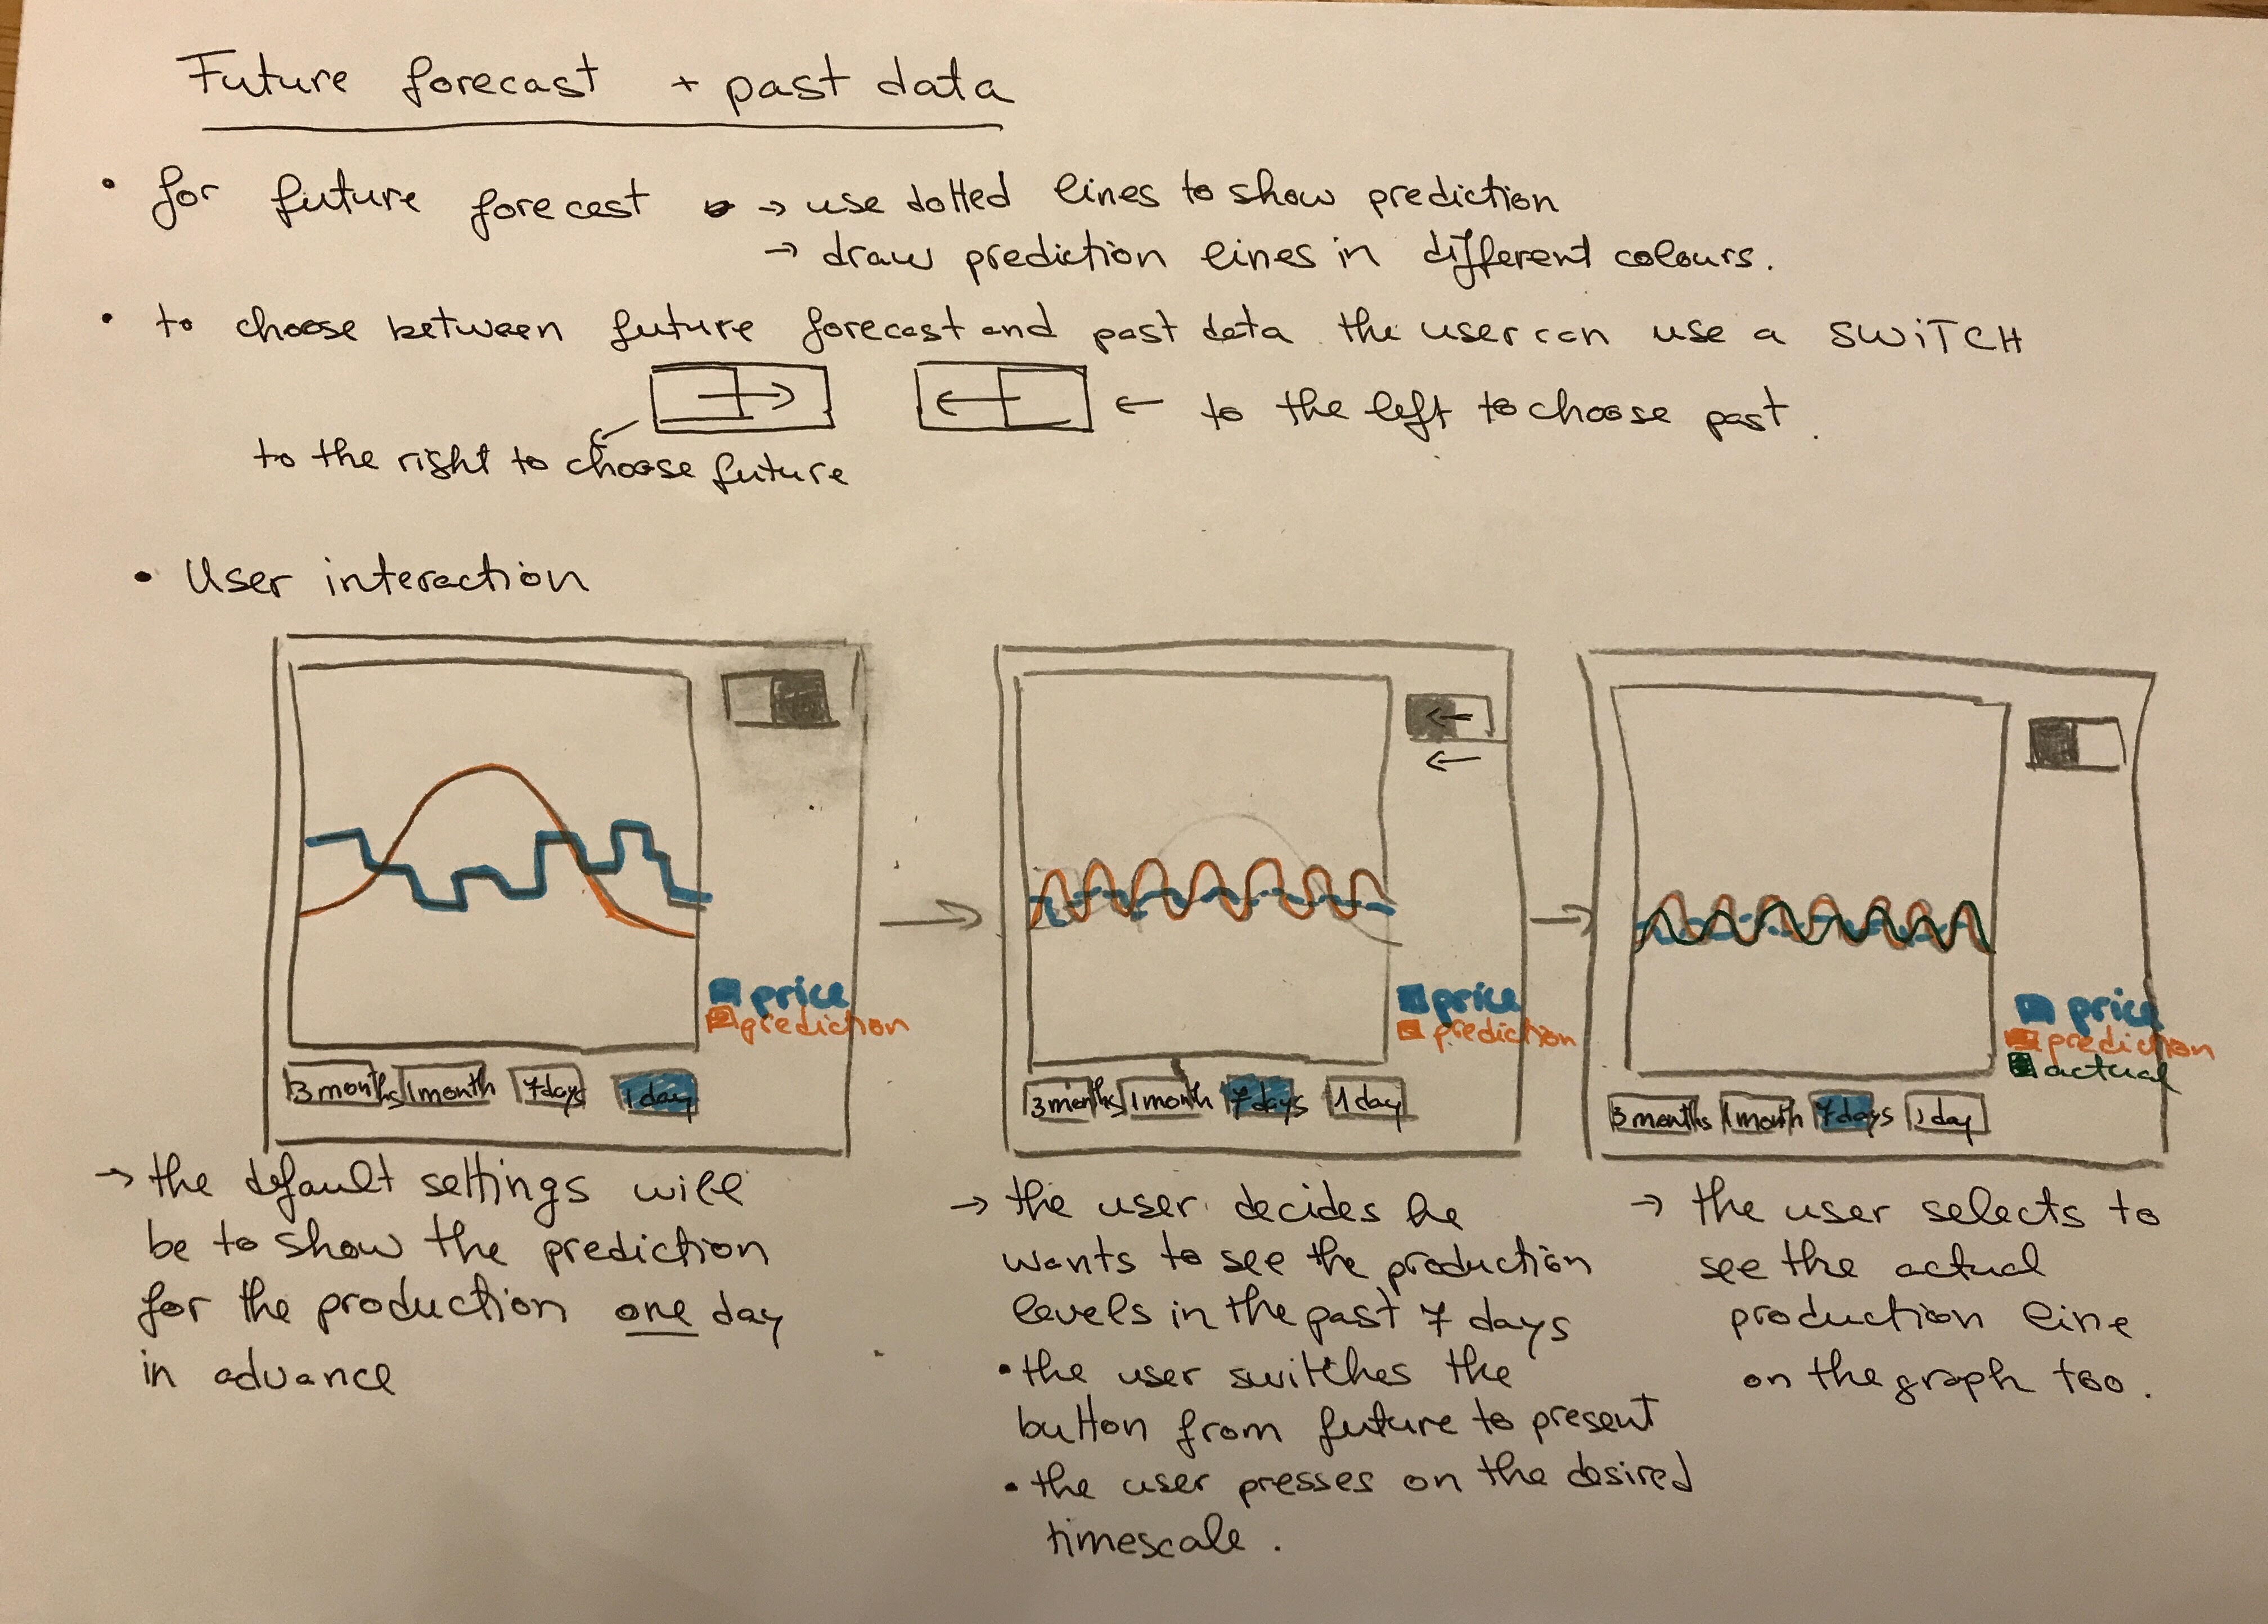 Future forecast + past data
• for future forecast → use dotted lines to show prediction
→ draw prediction lines in different colours.
• to choose between future forecast and past data the user can use a SWITCH
← to the left to choose past.
to the right to choose future
• User interaction
price
prediction
3 months 1 month 7days 1 day
price
prediction
3 months 1 month 7days 1 day
price
prediction
actual
3 months 1 month 7days 1 day
→ the default settings will
be to show the prediction
for the production one day
in advance
→ the user decides he
wants to see the production
levels in the past 7 days
• the user switches the
button from future to present
• the user presses on the desired
timescale.
→ the user selects to
see the actual
production line
on the graph too.